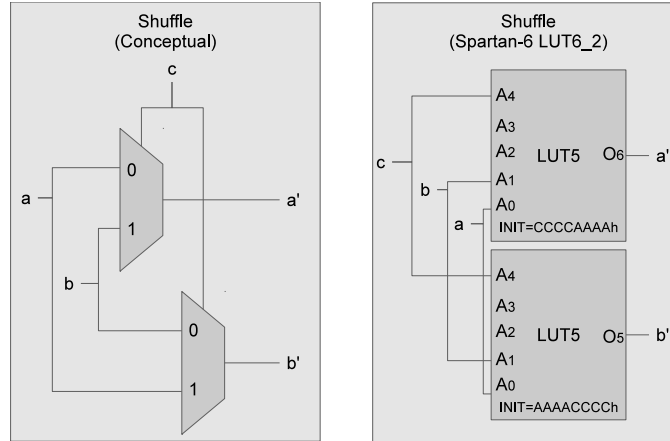 Shuffle
(Conceptual)
c
0
a
a'
1
b
0
b'
1
Shuffle
(Spartan-6 LUT6_2)
A4
A3
c
A2
LUT5
O6
a'
b
A1
a
A0
INIT=CCCCAAAAh
A4
A3
A2
LUT5
O5
b'
A1
A0
INIT=AAAACCCCh